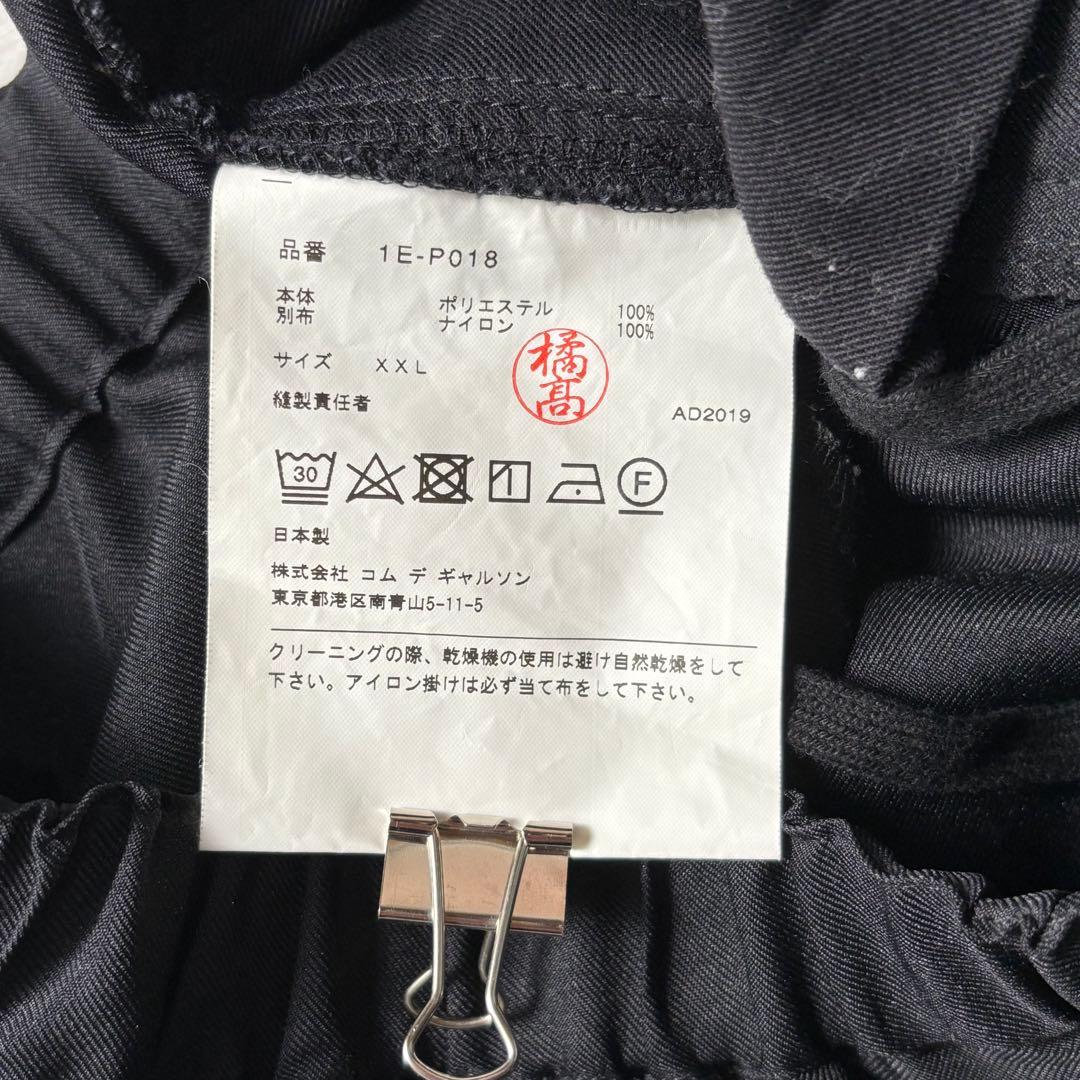 品番 1E-P018
本体 ポリエステル 100%
別布 ナイロン 100%
サイズ XXL
橘髙
縫製責任者
AD2019
30 F
日本製
株式会社 コム デ ギャルソン
東京都港区南青山5-11-5
クリーニングの際、乾燥機の使用は避け自然乾燥をして
下さい。アイロン掛けは必ず当て布をして下さい。